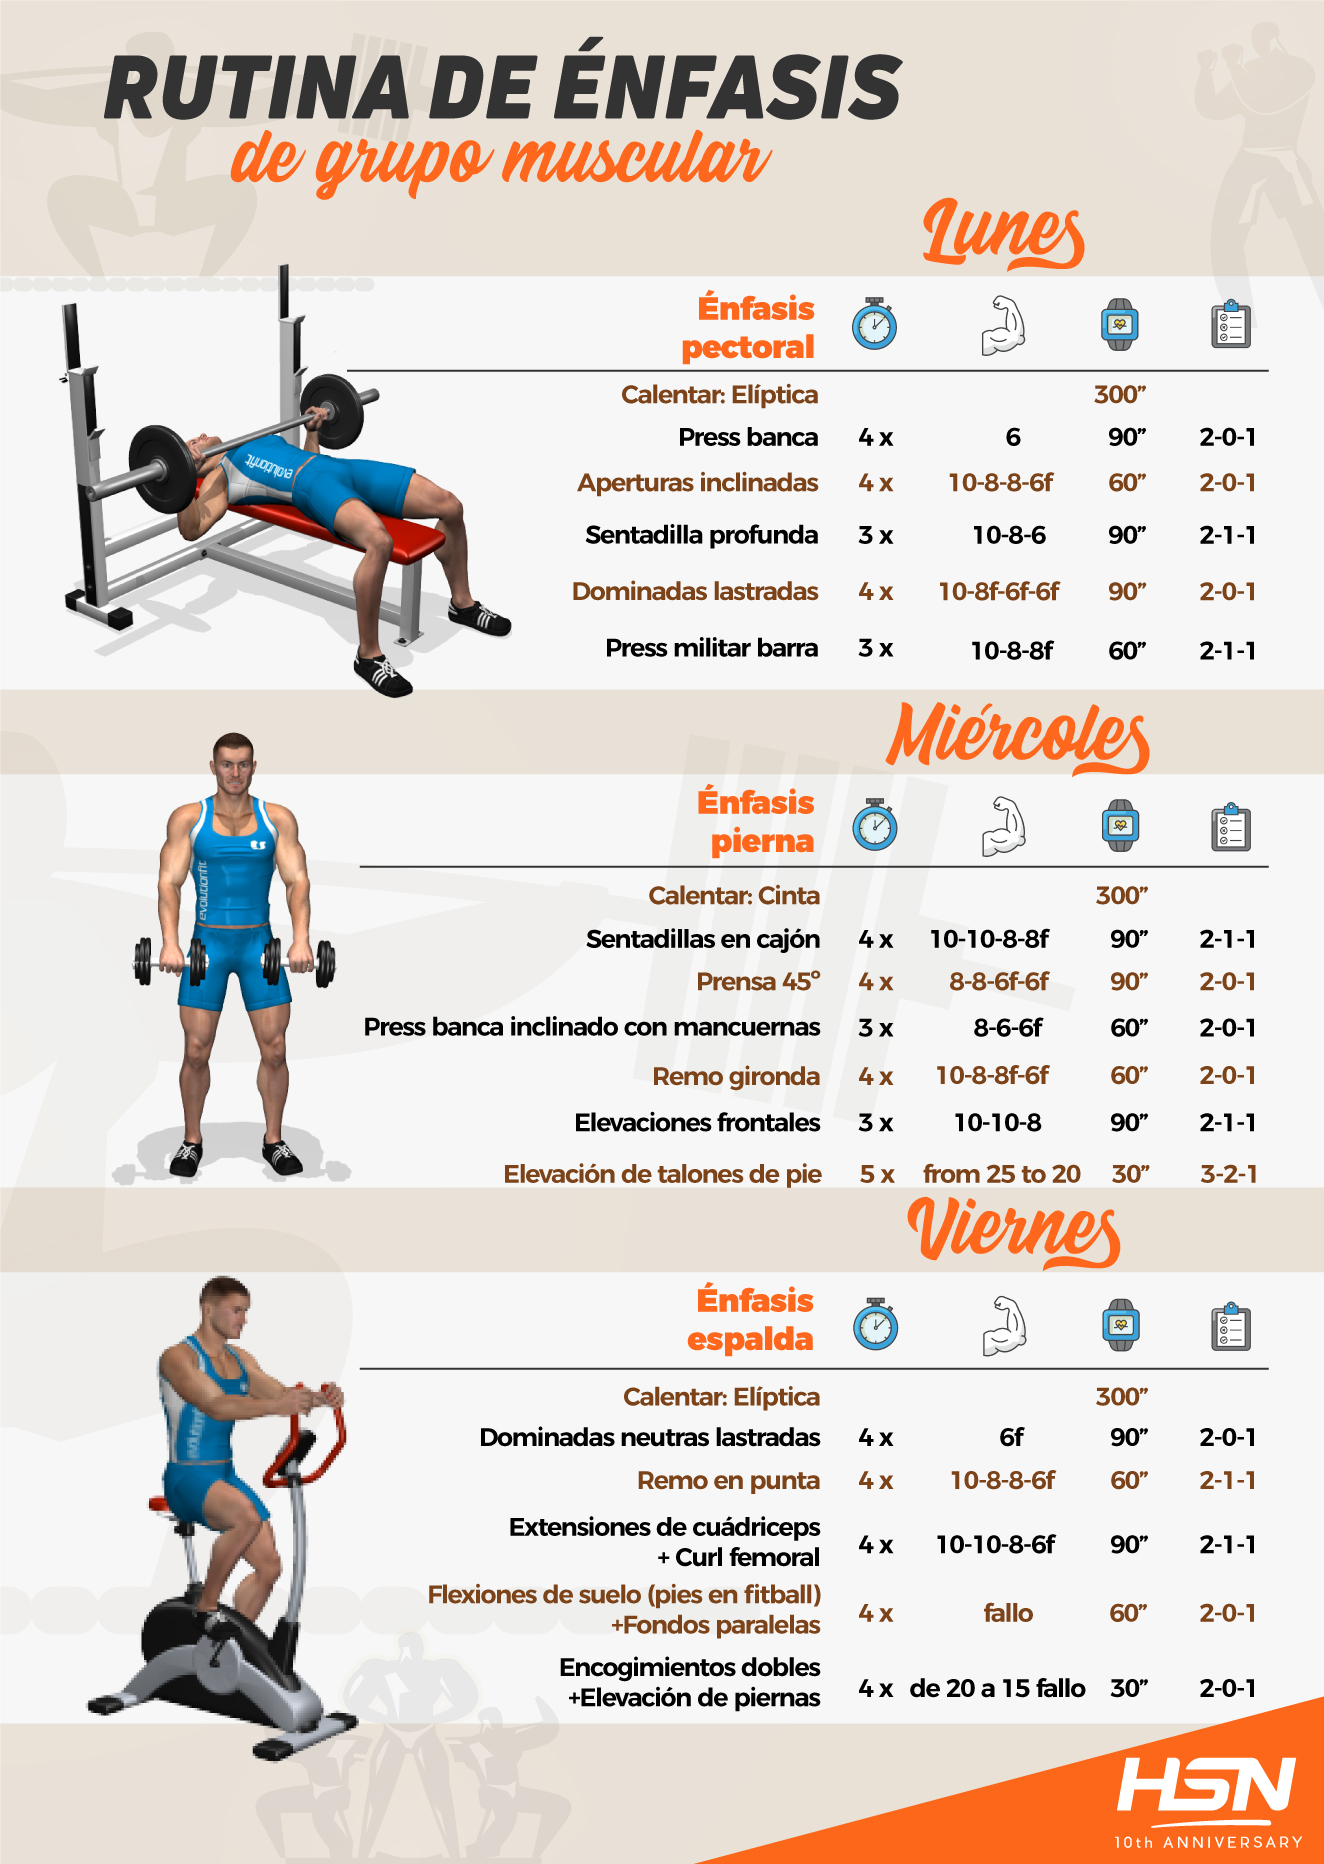 RUTINA DE ÉNFASIS
de grupo muscular
Lunes
Énfasis
pectoral
Calentar: Elíptica 300”
Press banca 4 x 6 90” 2-0-1
Aperturas inclinadas 4 x 10-8-8-6f 60” 2-0-1
Sentadilla profunda 3 x 10-8-6 90” 2-1-1
Dominadas lastradas 4 x 10-8f-6f-6f 90” 2-0-1
Press militar barra 3 x 10-8-8f 60” 2-1-1
evolutionfit
Miércoles
Énfasis
pierna
Calentar: Cinta 300”
Sentadillas en cajón 4 x 10-10-8-8f 90” 2-1-1
Prensa 45º 4 x 8-8-6f-6f 90” 2-0-1
Press banca inclinado con mancuernas 3 x 8-6-6f 60” 2-0-1
Remo gironda 4 x 10-8-8f-6f 60” 2-0-1
Elevaciones frontales 3 x 10-10-8 90” 2-1-1
Elevación de talones de pie 5 x from 25 to 20 30” 3-2-1
evolutionfit
Viernes
Énfasis
espalda
Calentar: Elíptica 300”
Dominadas neutras lastradas 4 x 6f 90” 2-0-1
Remo en punta 4 x 10-8-8-6f 60” 2-1-1
Extensiones de cuádriceps
+ Curl femoral 4 x 10-10-8-6f 90” 2-1-1
Flexiones de suelo (pies en fitball)
+Fondos paralelas 4 x fallo 60” 2-0-1
Encogimientos dobles
+Elevación de piernas 4 x de 20 a 15 fallo 30” 2-0-1
HSN
10th ANNIVERSARY